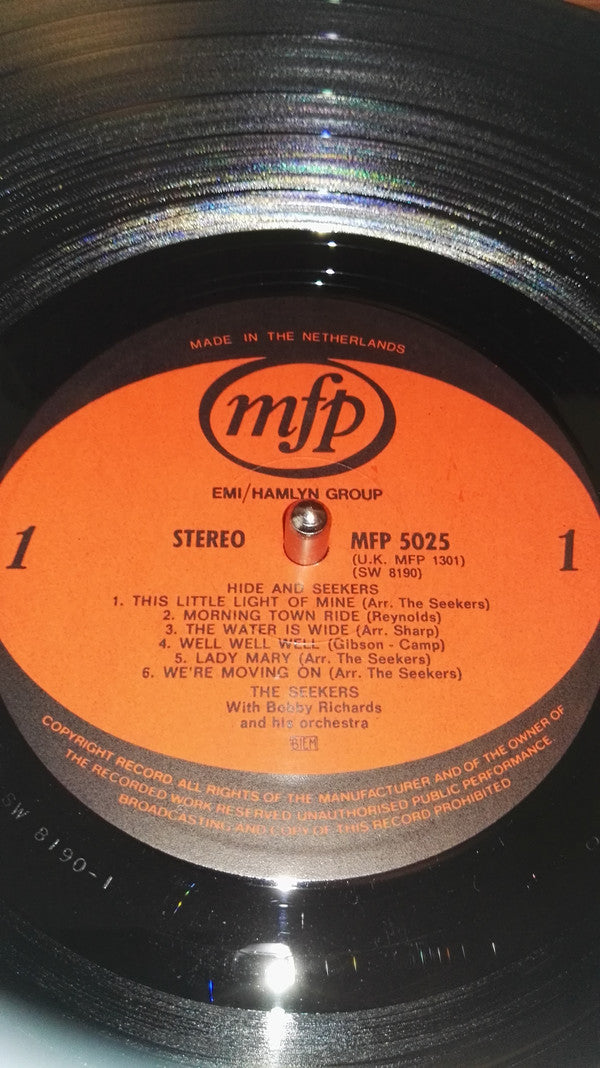 MADE IN THE NETHERLANDS
mfp
EMI/HAMLYN GROUP
1
STEREO
MFP 5025
1
(U.K. MFP 1301)
(SW 8190)
HIDE AND SEEKERS
1. THIS LITTLE LIGHT OF MINE (Arr. The Seekers)
2. MORNING TOWN RIDE (Reynolds)
3. THE WATER IS WIDE (Arr. Sharp)
4. WELL WELL WELL (Gibson - Camp)
5. LADY MARY (Arr. The Seekers)
6. WE'RE MOVING ON (Arr. The Seekers)
THE SEEKERS
With Bobby Richards
and his orchestra
BIEM
COPYRIGHT RECORD ALL RIGHTS OF THE MANUFACTURER AND OF THE OWNER OF
THE RECORDED WORK RESERVED UNAUTHORISED PUBLIC PERFORMANCE
BROADCASTING AND COPY OF THIS RECORD PROHIBITED
SW 8190-1